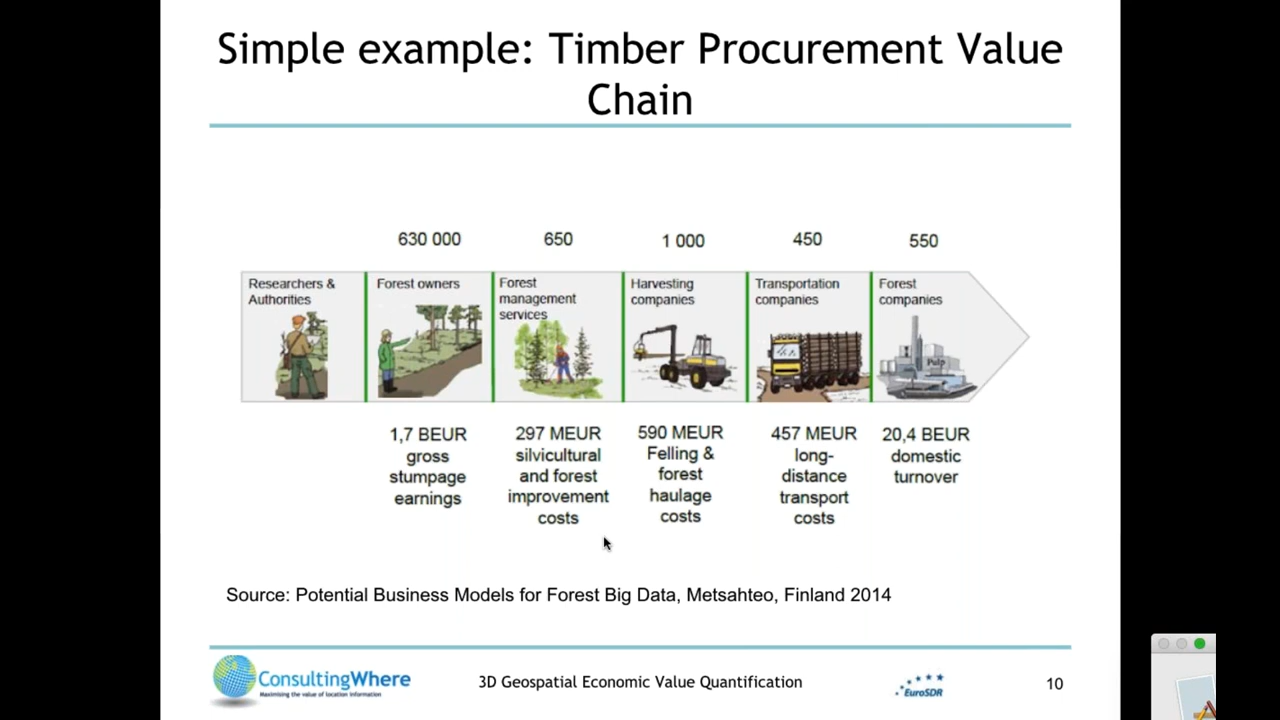 Simple example: Timber Procurement Value
Chain
630 000
650
1 000
450
550
Researchers &
Authorities
Forest owners
Forest
management
services
Harvesting
companies
Transportation
companies
Forest
companies
Pulp
1,7 BEUR
gross
stumpage
earnings
297 MEUR
silvicultural
and forest
improvement
costs
590 MEUR
Felling &
forest
haulage
costs
457 MEUR
long-
distance
transport
costs
20,4 BEUR
domestic
turnover
Source: Potential Business Models for Forest Big Data, Metsahteo, Finland 2014
ConsultingWhere
Maximising the value of location information
3D Geospatial Economic Value Quantification
EuroSDR
10